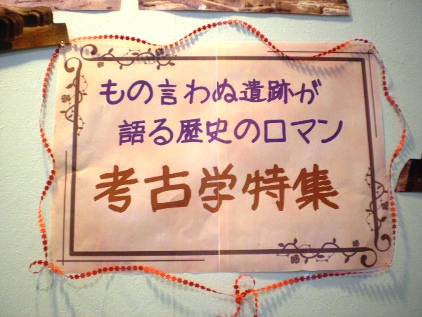 もの言わぬ遺跡が
語る歴史のロマン
考古学特集